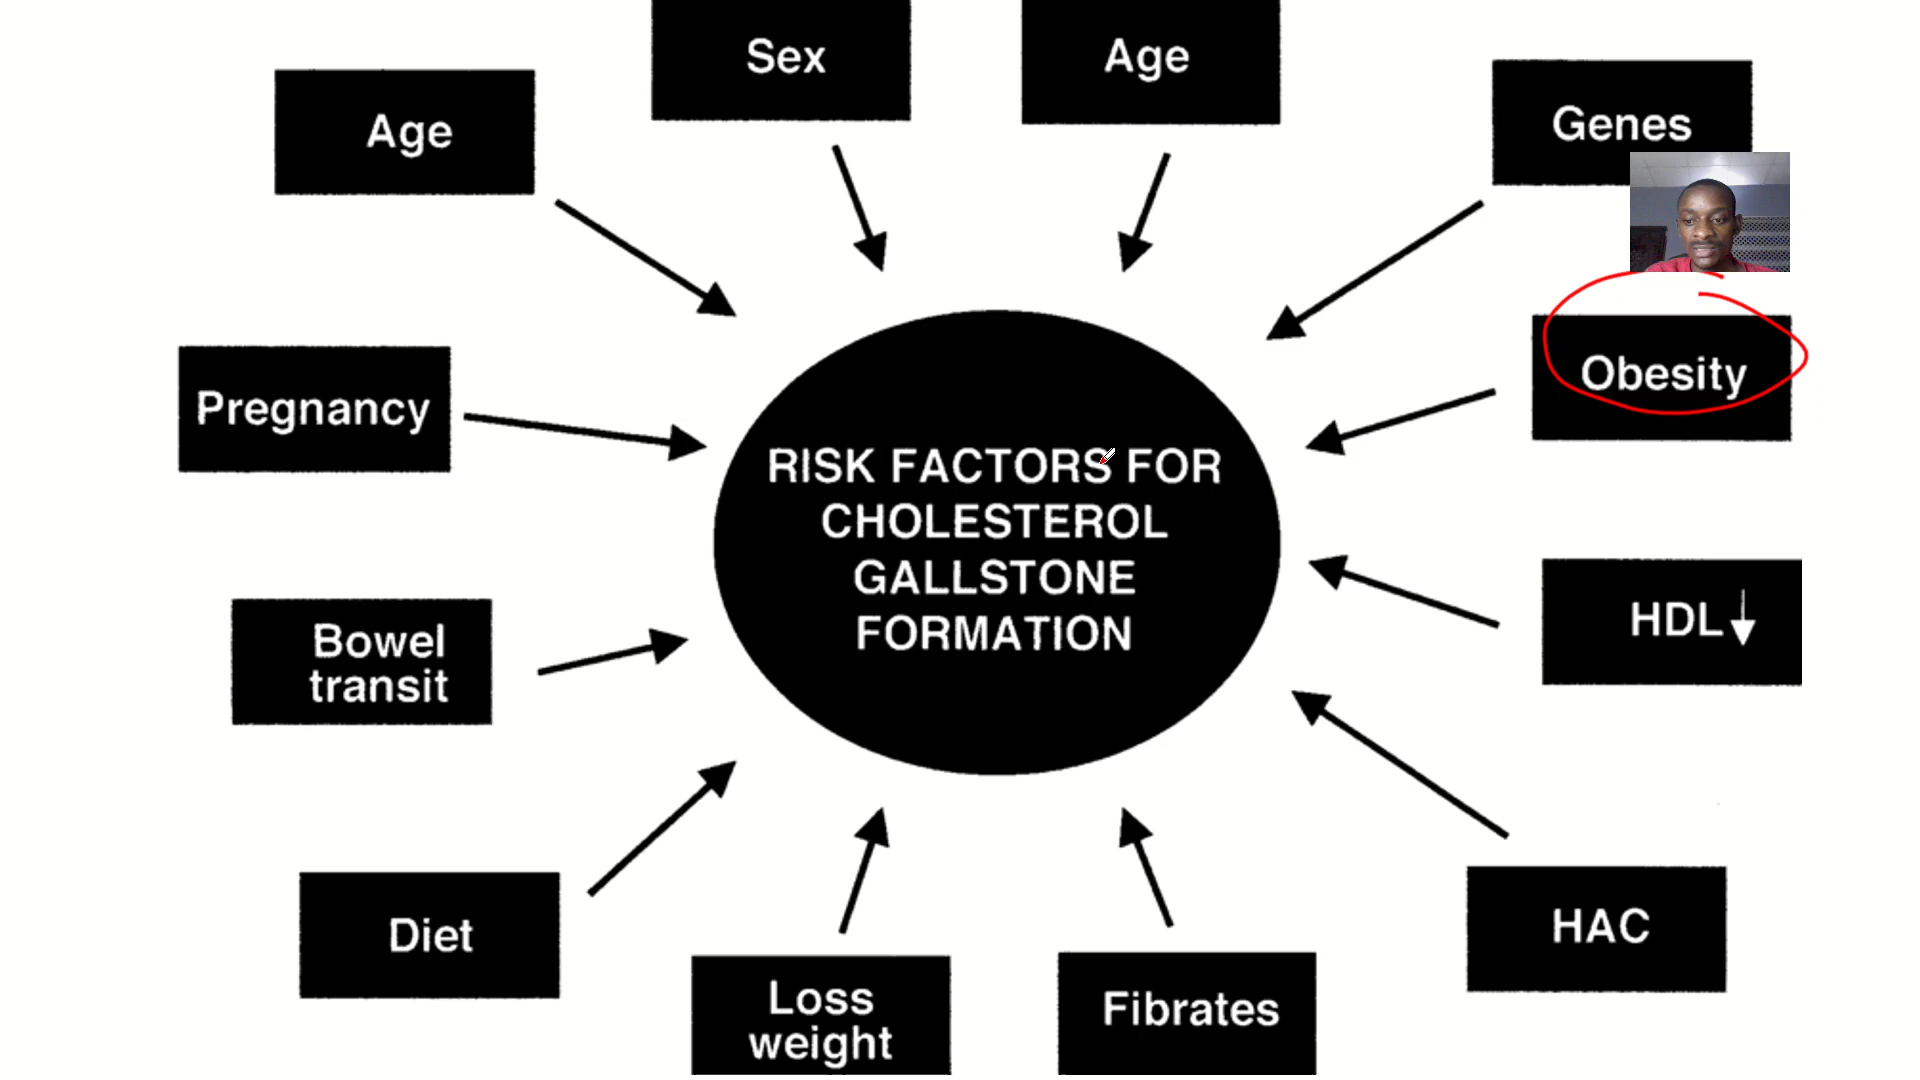 Sex
Age
Age
Genes
Pregnancy
Obesity
RISK FACTORS FOR
CHOLESTEROL
GALLSTONE
FORMATION
Bowel
transit
HDL↓
Diet
HAC
Loss
weight
Fibrates